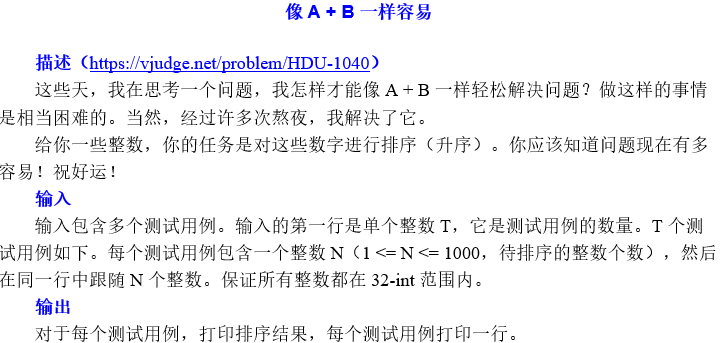 像 A + B 一样容易
描述（https://vjudge.net/problem/HDU-1040）
这些天，我在思考一个问题，我怎样才能像 A + B 一样轻松解决问题？做这样的事情
是相当困难的。当然，经过许多次熬夜，我解决了它。
给你一些整数，你的任务是对这些数字进行排序（升序）。你应该知道问题现在有多
容易！祝好运！
输入
输入包含多个测试用例。输入的第一行是单个整数 T，它是测试用例的数量。T 个测
试用例如下。每个测试用例包含一个整数 N（1 <= N <= 1000，待排序的整数个数），然后
在同一行中跟随 N 个整数。保证所有整数都在 32-int 范围内。
输出
对于每个测试用例，打印排序结果，每个测试用例打印一行。